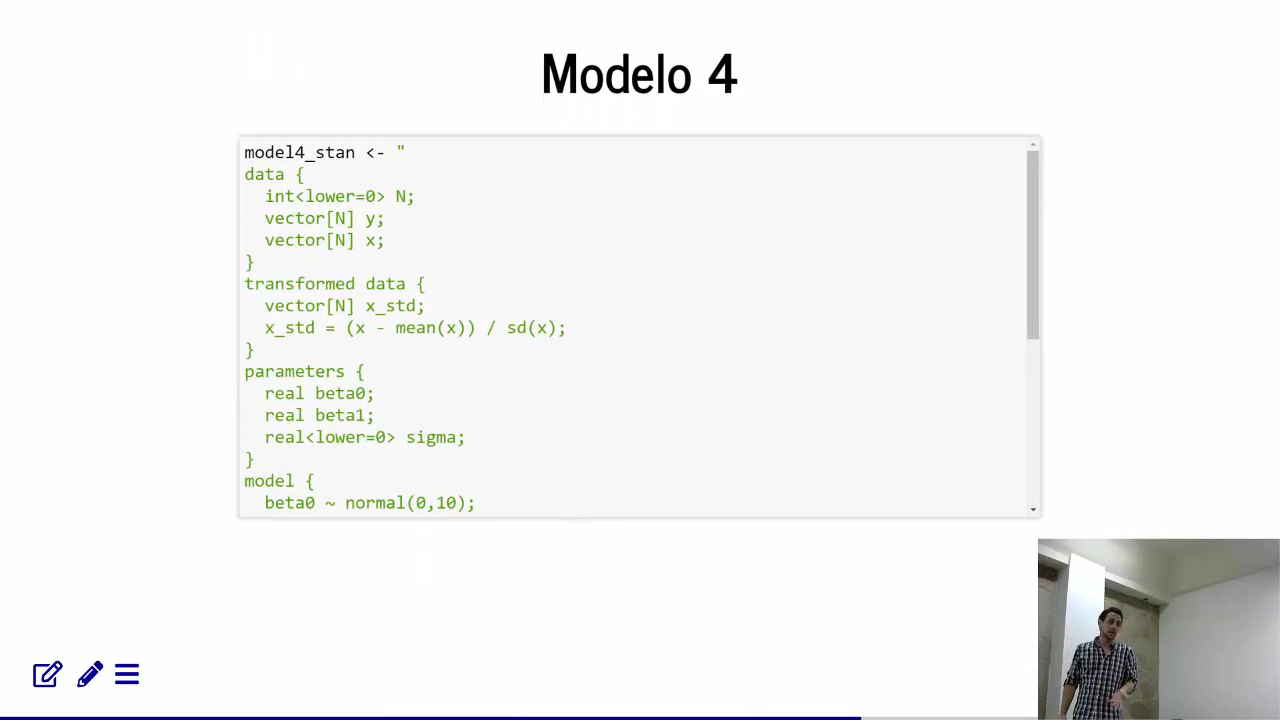 Modelo 4
model4_stan <- "
data {
  int<lower=0> N;
  vector[N] y;
  vector[N] x;
}
transformed data {
  vector[N] x_std;
  x_std = (x - mean(x)) / sd(x);
}
parameters {
  real beta0;
  real beta1;
  real<lower=0> sigma;
}
model {
  beta0 ~ normal(0,10);